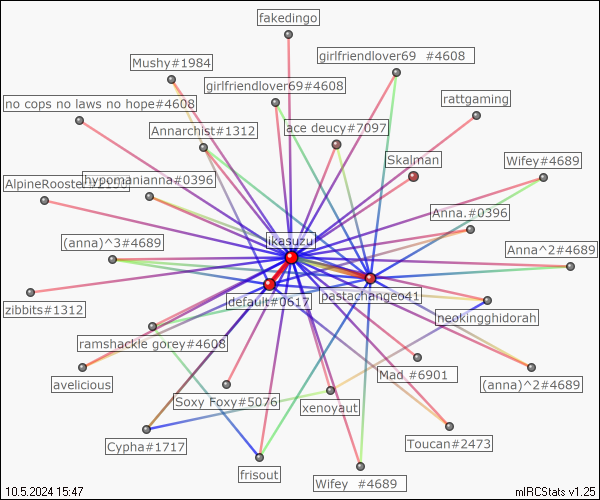 fakedingo
girlfriendlover69 #4608
Mushy#1984
girlfriendlover69#4608
rattgaming
no cops no laws no hope#4608
Annarchist#1312
ace deucy#7097
Skalman
Wifey#4689
hypomanianna#0396
Anna.#0396
ikasuzu
(anna)^3#4689
Anna^2#4689
default#0617
pastachangeo41
zibbits#1312
neokingghidorah
ramshackle gorey#4608
Mad #6901
avelicious
Soxy Foxy#5076
xenoyaut
(anna)^2#4689
Cypha#1717
Toucan#2473
frisout
Wifey #4689
10.5.2024 15:47
mIRCStats v1.25